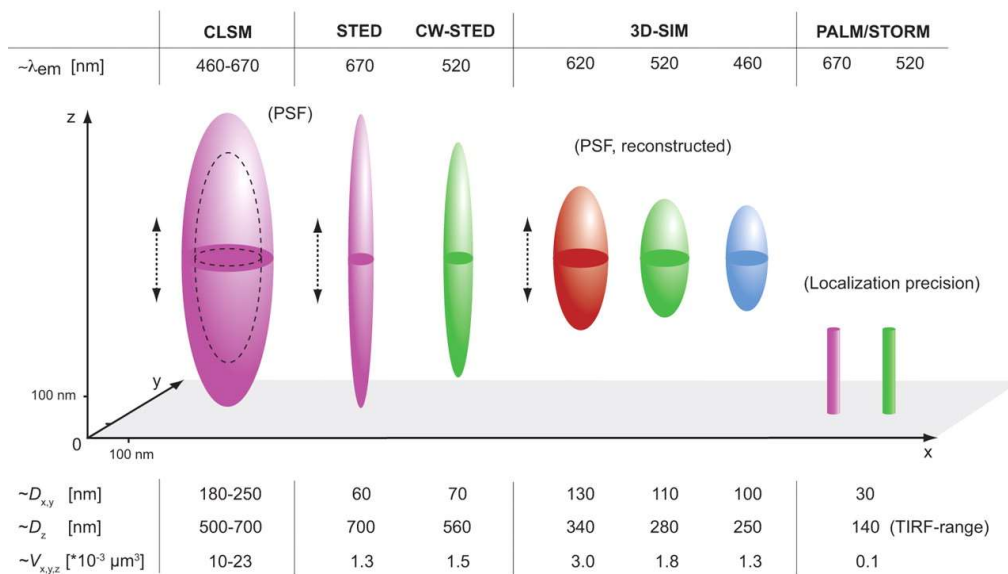 CLSM STED CW-STED 3D-SIM PALM/STORM
~λem [nm] 460-670 670 520 620 520 460 670 520
z (PSF)
(PSF, reconstructed)
(Localization precision)
y
100 nm
0
100 nm x
~Dx,y [nm] 180-250 60 70 130 110 100 30
~Dz [nm] 500-700 700 560 340 280 250 140 (TIRF-range)
~Vx,y,z [*10⁻³ μm³] 10-23 1.3 1.5 3.0 1.8 1.3 0.1